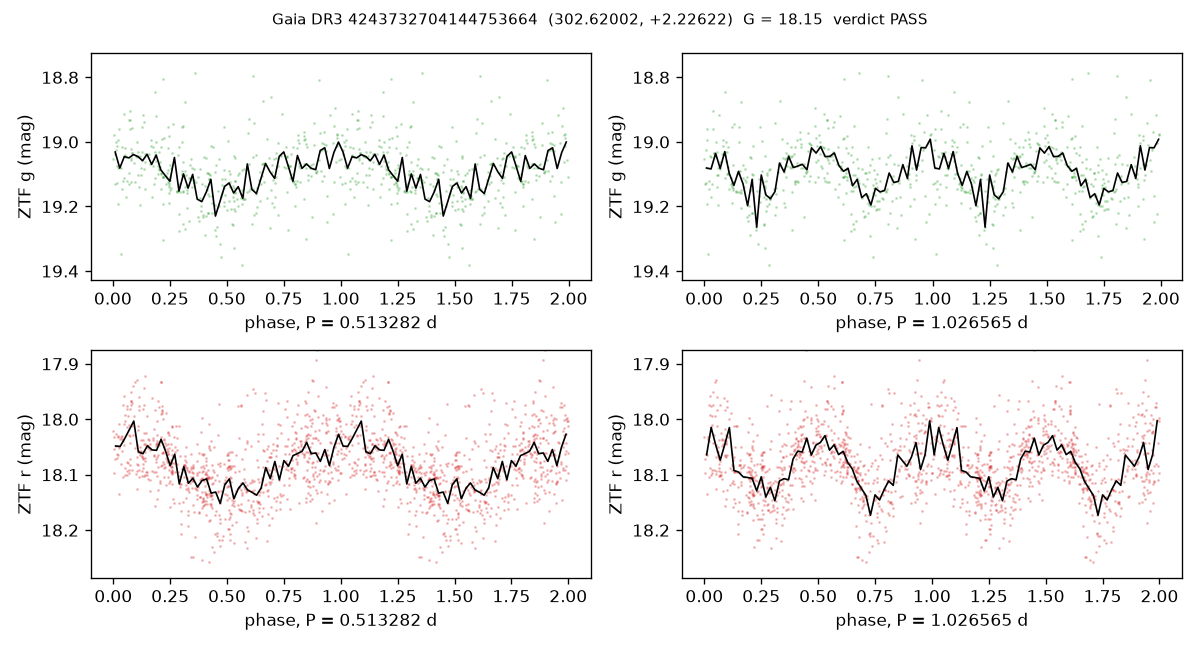 Gaia DR3 4243732704144753664  (302.62002, +2.22622)  G = 18.15  verdict PASS
ZTF g (mag)
18.8
19.0
19.2
19.4
0.00 0.25 0.50 0.75 1.00 1.25 1.50 1.75 2.00
phase, P = 0.513282 d
ZTF g (mag)
18.8
19.0
19.2
19.4
0.00 0.25 0.50 0.75 1.00 1.25 1.50 1.75 2.00
phase, P = 1.026565 d
ZTF r (mag)
17.9
18.0
18.1
18.2
0.00 0.25 0.50 0.75 1.00 1.25 1.50 1.75 2.00
phase, P = 0.513282 d
ZTF r (mag)
17.9
18.0
18.1
18.2
0.00 0.25 0.50 0.75 1.00 1.25 1.50 1.75 2.00
phase, P = 1.026565 d